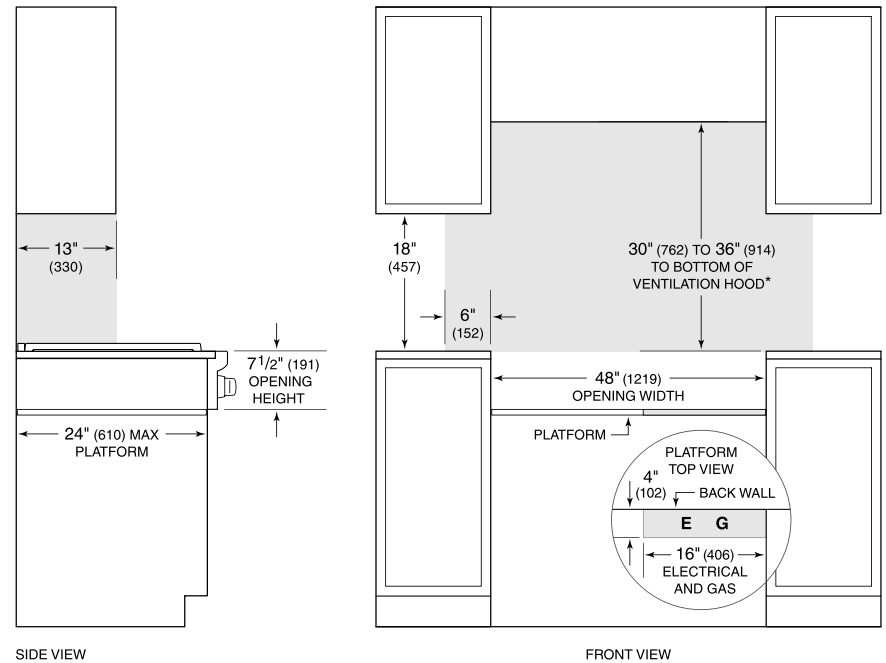 13"
(330)
7 1/2" (191)
OPENING
HEIGHT
24" (610) MAX
PLATFORM
SIDE VIEW
18"
(457)
30" (762) TO 36" (914)
TO BOTTOM OF
VENTILATION HOOD*
6"
(152)
48" (1219)
OPENING WIDTH
PLATFORM
PLATFORM
TOP VIEW
4"
(102)
BACK WALL
E G
16" (406)
ELECTRICAL
AND GAS
FRONT VIEW